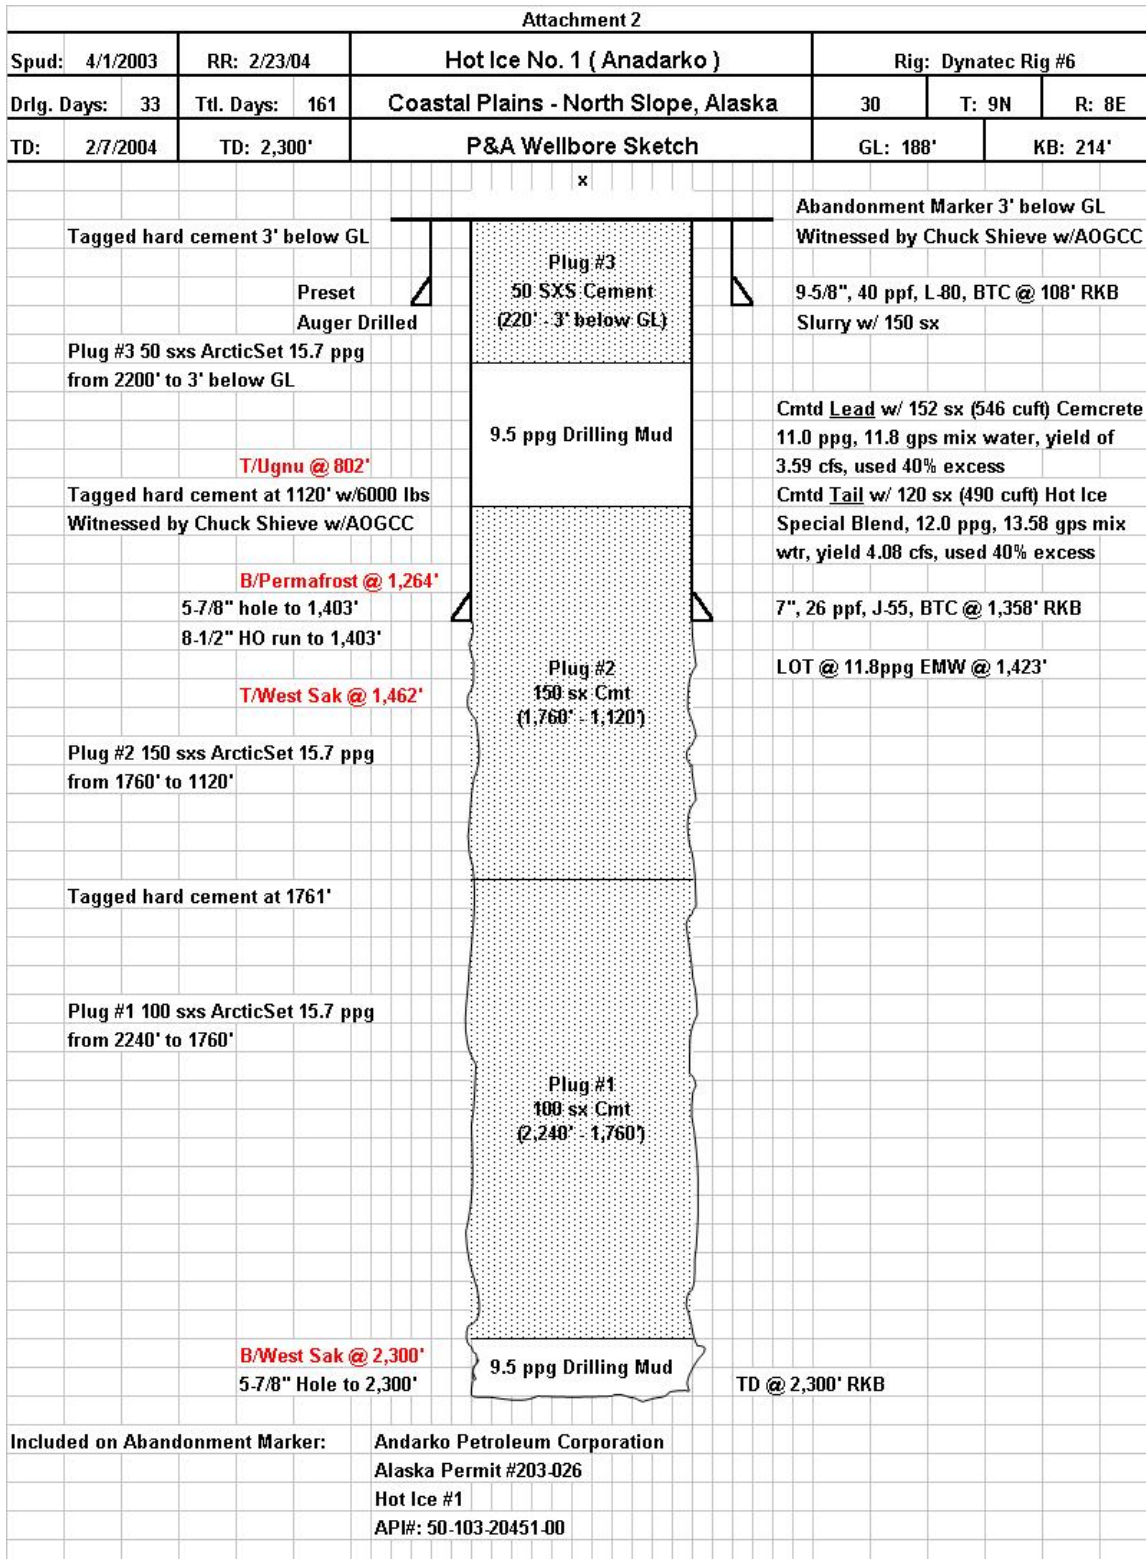 Attachment 2
Spud: 4/1/2003 RR: 2/23/04 Hot Ice No. 1 ( Anadarko ) Rig: Dynatec Rig #6
Drlg. Days: 33 Ttl. Days: 161 Coastal Plains - North Slope, Alaska 30 T: 9N R: 8E
TD: 2/7/2004 TD: 2,300' P&A Wellbore Sketch GL: 188' KB: 214'
x
Abandonment Marker 3' below GL
Witnessed by Chuck Shieve w/AOGCC
Tagged hard cement 3' below GL
Plug #3
50 SXS Cement
(220' - 3' below GL)
Preset
Auger Drilled
9-5/8", 40 ppf, L-80, BTC @ 108' RKB
Slurry w/ 150 sx
Plug #3 50 sxs ArcticSet 15.7 ppg
from 2200' to 3' below GL
9.5 ppg Drilling Mud
Cmtd Lead w/ 152 sx (546 cuft) Cemcrete
11.0 ppg, 11.8 gps mix water, yield of
3.59 cfs, used 40% excess
Cmtd Tail w/ 120 sx (490 cuft) Hot Ice
Special Blend, 12.0 ppg, 13.58 gps mix
wtr, yield 4.08 cfs, used 40% excess
T/Ugnu @ 802'
Tagged hard cement at 1120' w/6000 lbs
Witnessed by Chuck Shieve w/AOGCC
B/Permafrost @ 1,264'
5-7/8" hole to 1,403'
8-1/2" HO run to 1,403'
7", 26 ppf, J-55, BTC @ 1,358' RKB
LOT @ 11.8ppg EMW @ 1,423'
Plug #2
150 sx Cmt
(1,760' - 1,120')
T/West Sak @ 1,462'
Plug #2 150 sxs ArcticSet 15.7 ppg
from 1760' to 1120'
Tagged hard cement at 1761'
Plug #1 100 sxs ArcticSet 15.7 ppg
from 2240' to 1760'
Plug #1
100 sx Cmt
(2,240' - 1,760')
B/West Sak @ 2,300'
5-7/8" Hole to 2,300'
9.5 ppg Drilling Mud
TD @ 2,300' RKB
Included on Abandonment Marker: Andarko Petroleum Corporation
Alaska Permit #203-026
Hot Ice #1
API#: 50-103-20451-00